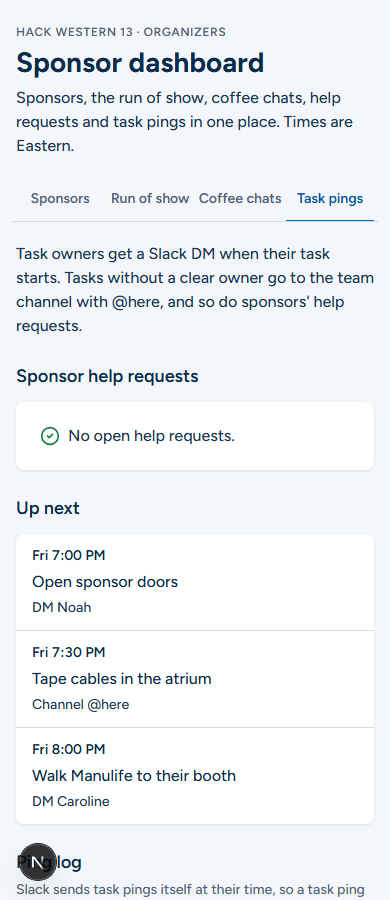 HACK WESTERN 13 · ORGANIZERS
Sponsor dashboard
Sponsors, the run of show, coffee chats, help
requests and task pings in one place. Times are
Eastern.
Sponsors Run of show Coffee chats Task pings
Task owners get a Slack DM when their task
starts. Tasks without a clear owner go to the team
channel with @here, and so do sponsors' help
requests.
Sponsor help requests
No open help requests.
Up next
Fri 7:00 PM
Open sponsor doors
DM Noah
Fri 7:30 PM
Tape cables in the atrium
Channel @here
Fri 8:00 PM
Walk Manulife to their booth
DM Caroline
N
log
Slack sends task pings itself at their time, so a task ping